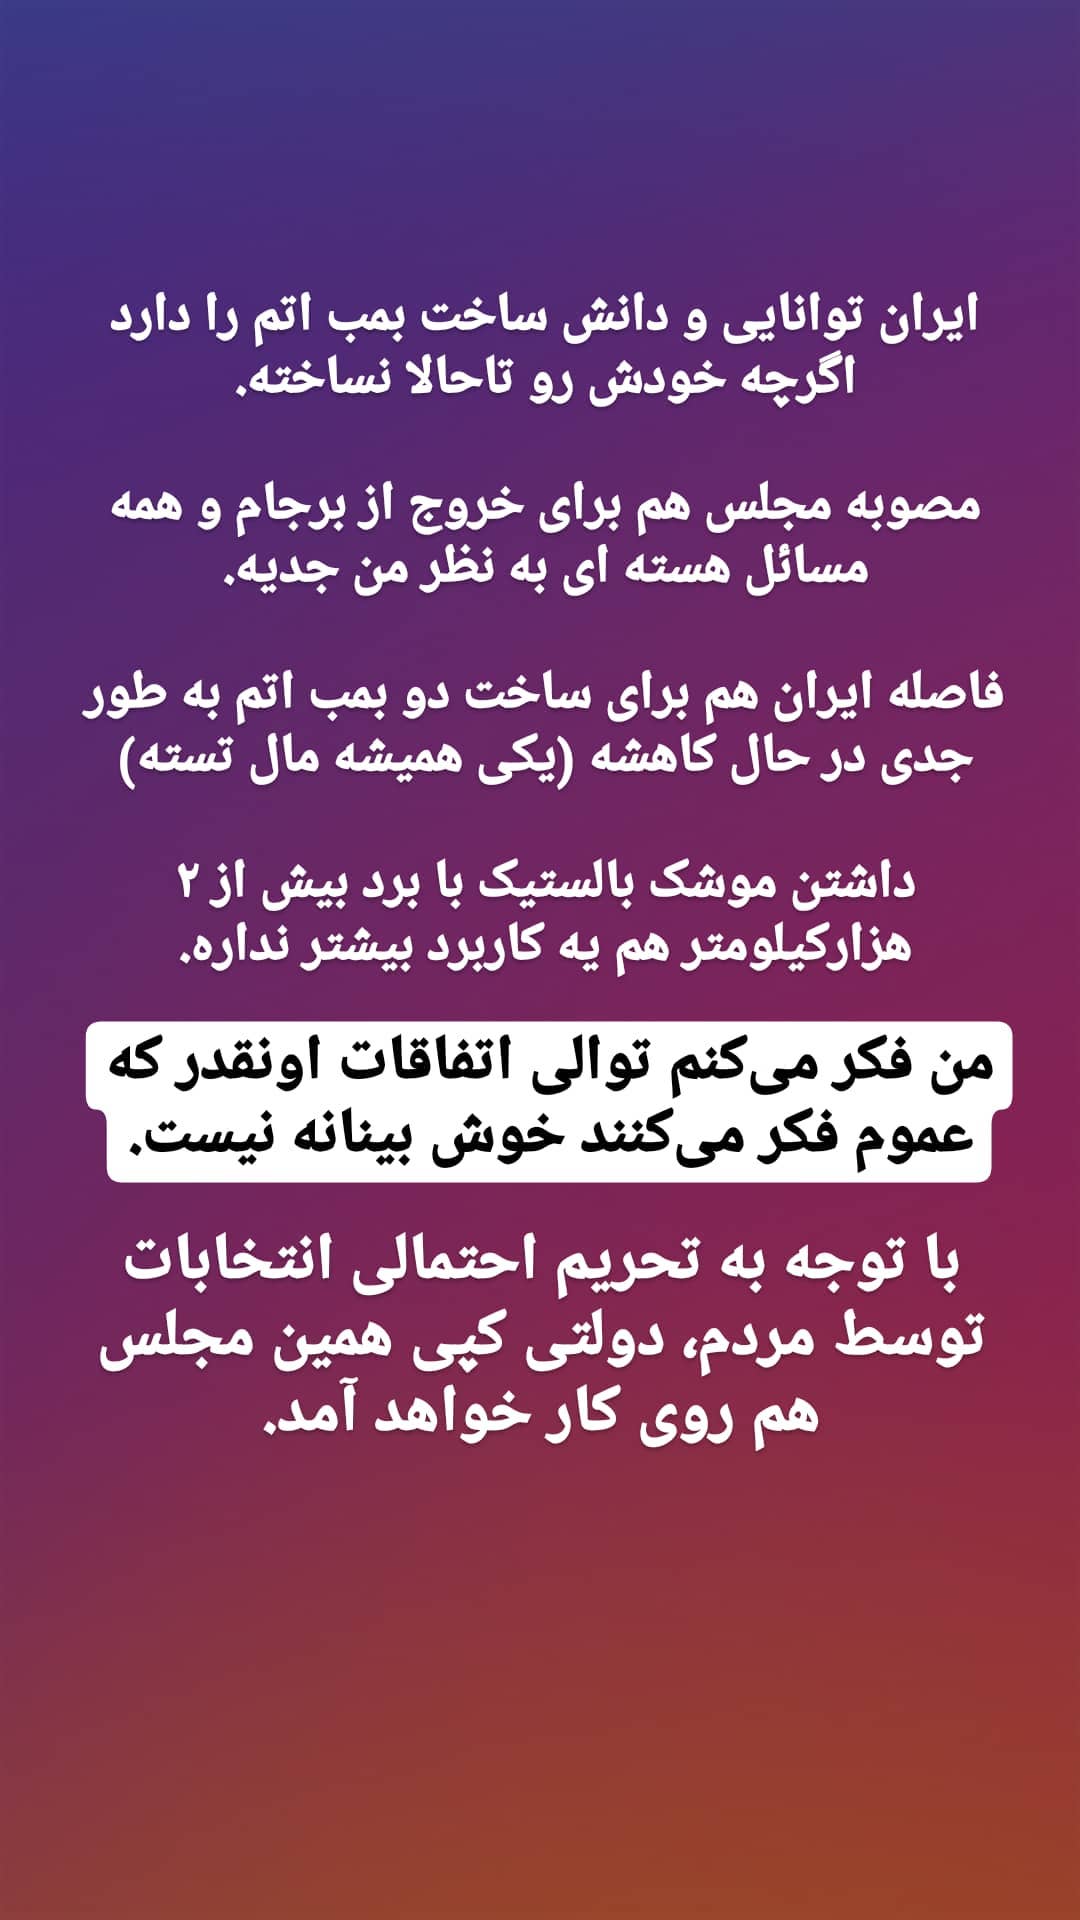 ایران توانایی و دانش ساخت بمب اتم را دارد
اگرچه خودش رو تاحالا نساخته.
مصوبه مجلس هم برای خروج از برجام و همه
مسائل هسته ای به نظر من جدیه.
فاصله ایران هم برای ساخت دو بمب اتم به طور
جدی در حال کاهشه (یکی همیشه مال تسته)
داشتن موشک بالستیک با برد بیش از ۲
هزارکیلومتر هم یه کاربرد بیشتر نداره.
من فکر می‌کنم توالی اتفاقات اونقدر که
عموم فکر می‌کنند خوش بینانه نیست.
با توجه به تحریم احتمالی انتخابات
توسط مردم، دولتی کپی همین مجلس
هم روی کار خواهد آمد.